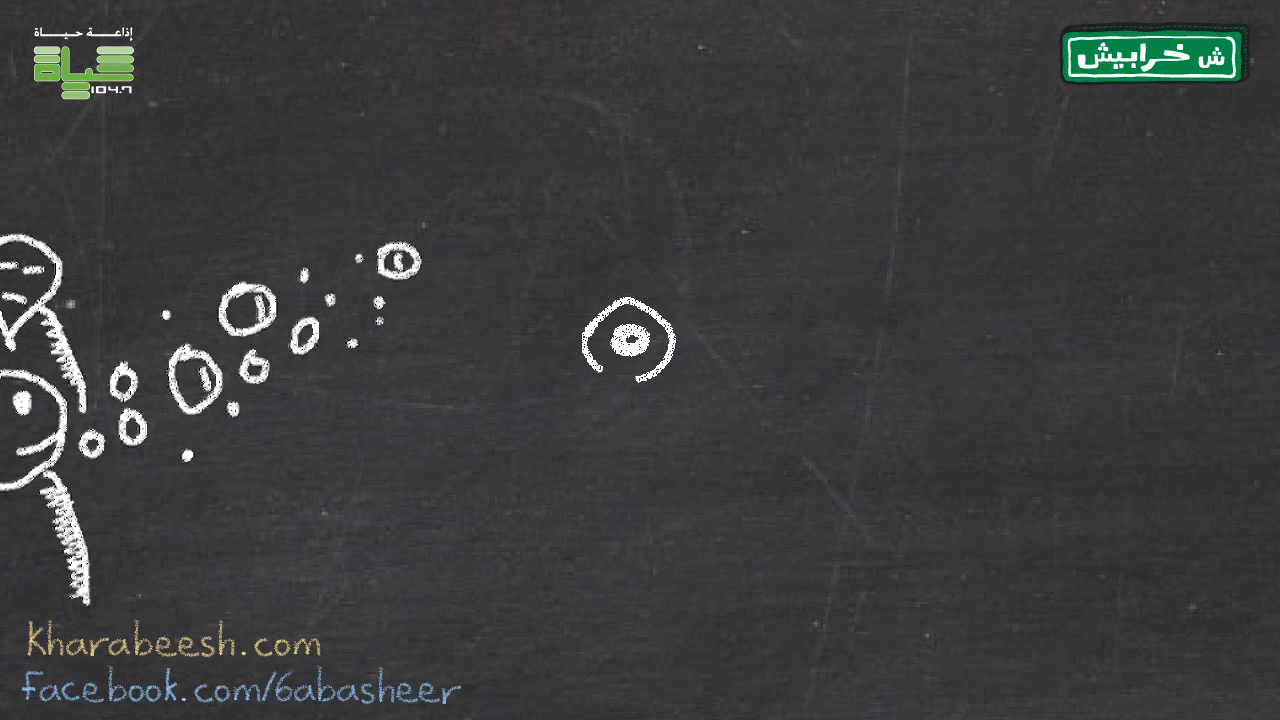 إذاعة حياة
حياة
104.7
ش خرابيش
Kharabeesh.com
facebook.com/6abasheer